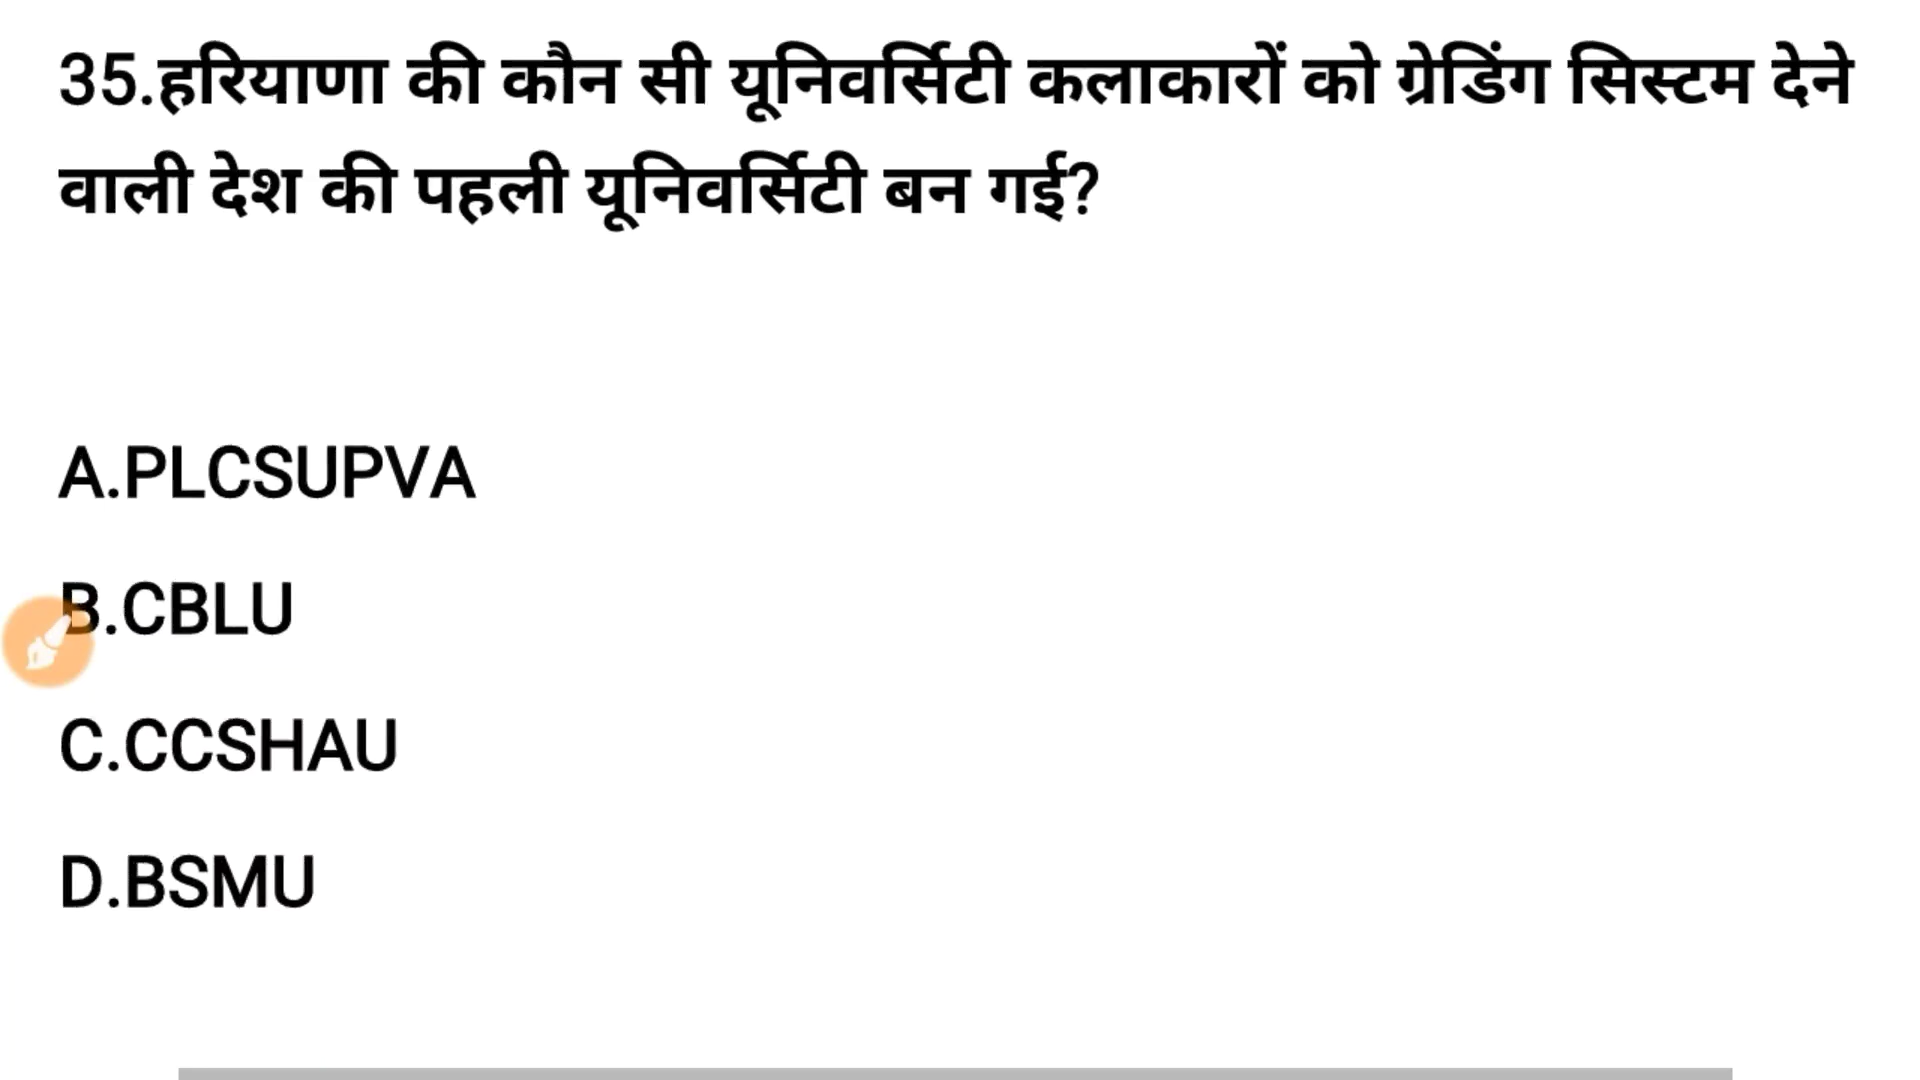 35.हरियाणा की कौन सी यूनिवर्सिटी कलाकारों को ग्रेडिंग सिस्टम देने
वाली देश की पहली यूनिवर्सिटी बन गई?
A.PLCSUPVA
B.CBLU
C.CCSHAU
D.BSMU